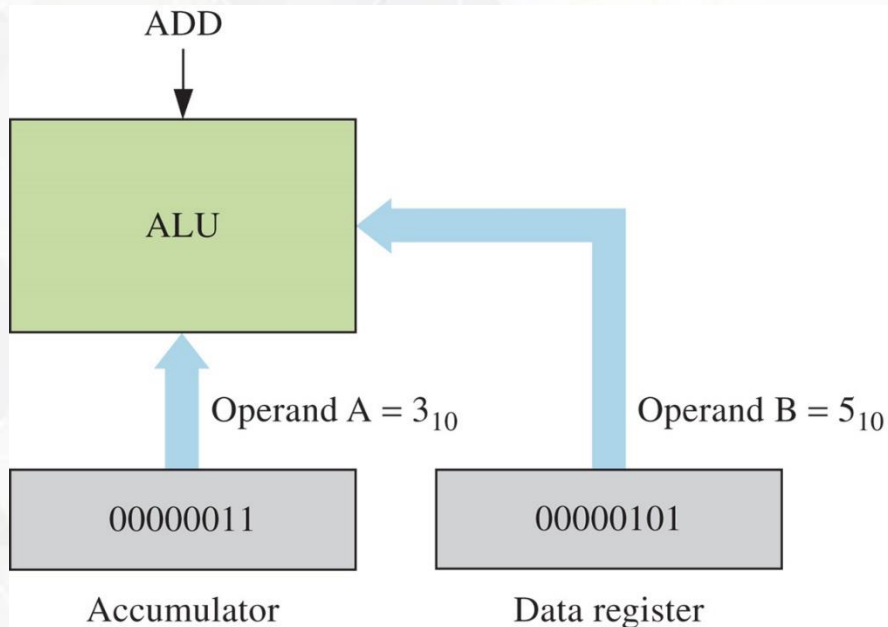 ADD
ALU
Operand A = 3₁₀
Operand B = 5₁₀
00000011
00000101
Accumulator
Data register